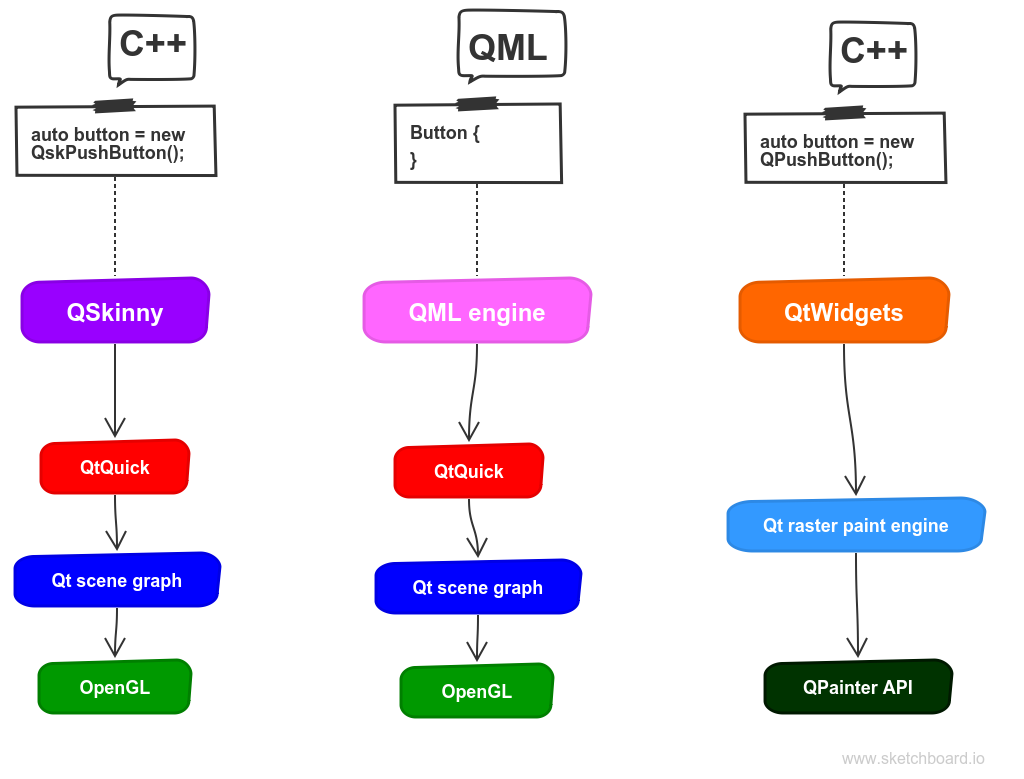 C++
auto button = new
QskPushButton();
QSkinny
QtQuick
Qt scene graph
OpenGL
QML
Button {
}
QML engine
QtQuick
Qt scene graph
OpenGL
C++
auto button = new
QPushButton();
QtWidgets
Qt raster paint engine
QPainter API
www.sketchboard.io